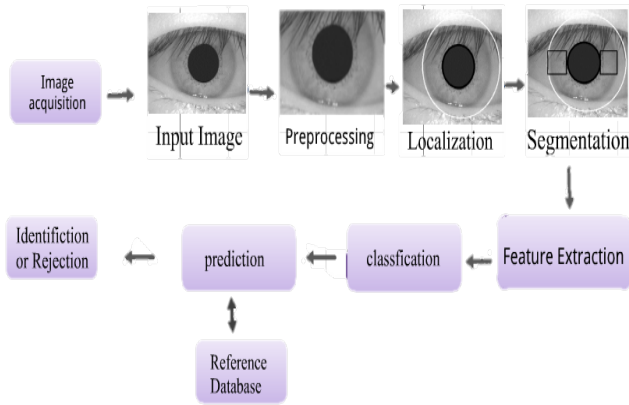 Image
acquisition
Input Image
Preprocessing
Localization
Segmentation
Feature Extraction
classfication
prediction
Identifiction
or Rejection
Reference
Database